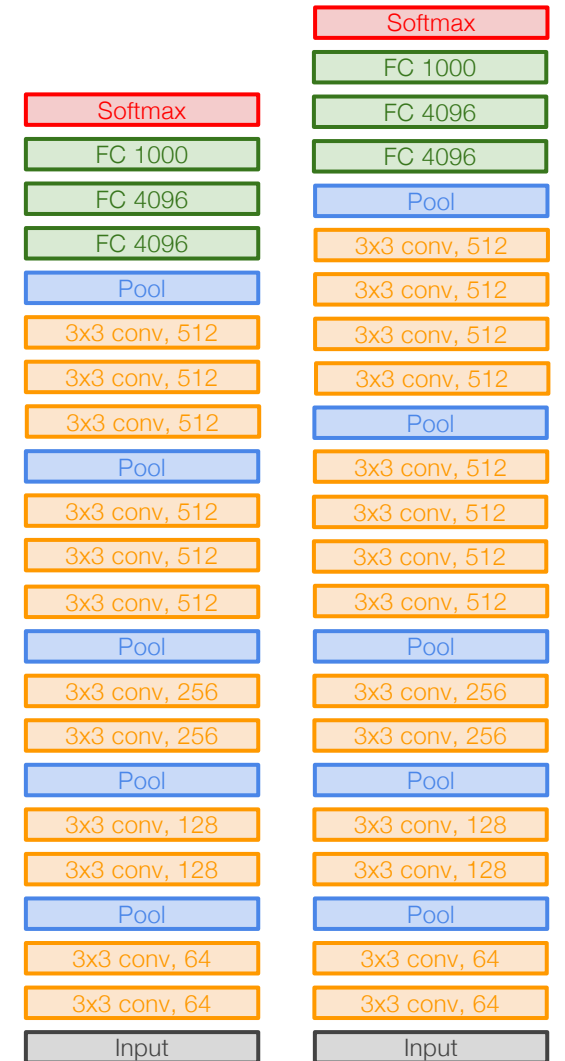 Softmax
FC 1000
FC 4096
FC 4096
Pool
3x3 conv, 512
3x3 conv, 512
3x3 conv, 512
Pool
3x3 conv, 512
3x3 conv, 512
3x3 conv, 512
Pool
3x3 conv, 256
3x3 conv, 256
Pool
3x3 conv, 128
3x3 conv, 128
Pool
3x3 conv, 64
3x3 conv, 64
Input
Softmax
FC 1000
FC 4096
FC 4096
Pool
3x3 conv, 512
3x3 conv, 512
3x3 conv, 512
3x3 conv, 512
Pool
3x3 conv, 512
3x3 conv, 512
3x3 conv, 512
3x3 conv, 512
Pool
3x3 conv, 256
3x3 conv, 256
Pool
3x3 conv, 128
3x3 conv, 128
Pool
3x3 conv, 64
3x3 conv, 64
Input